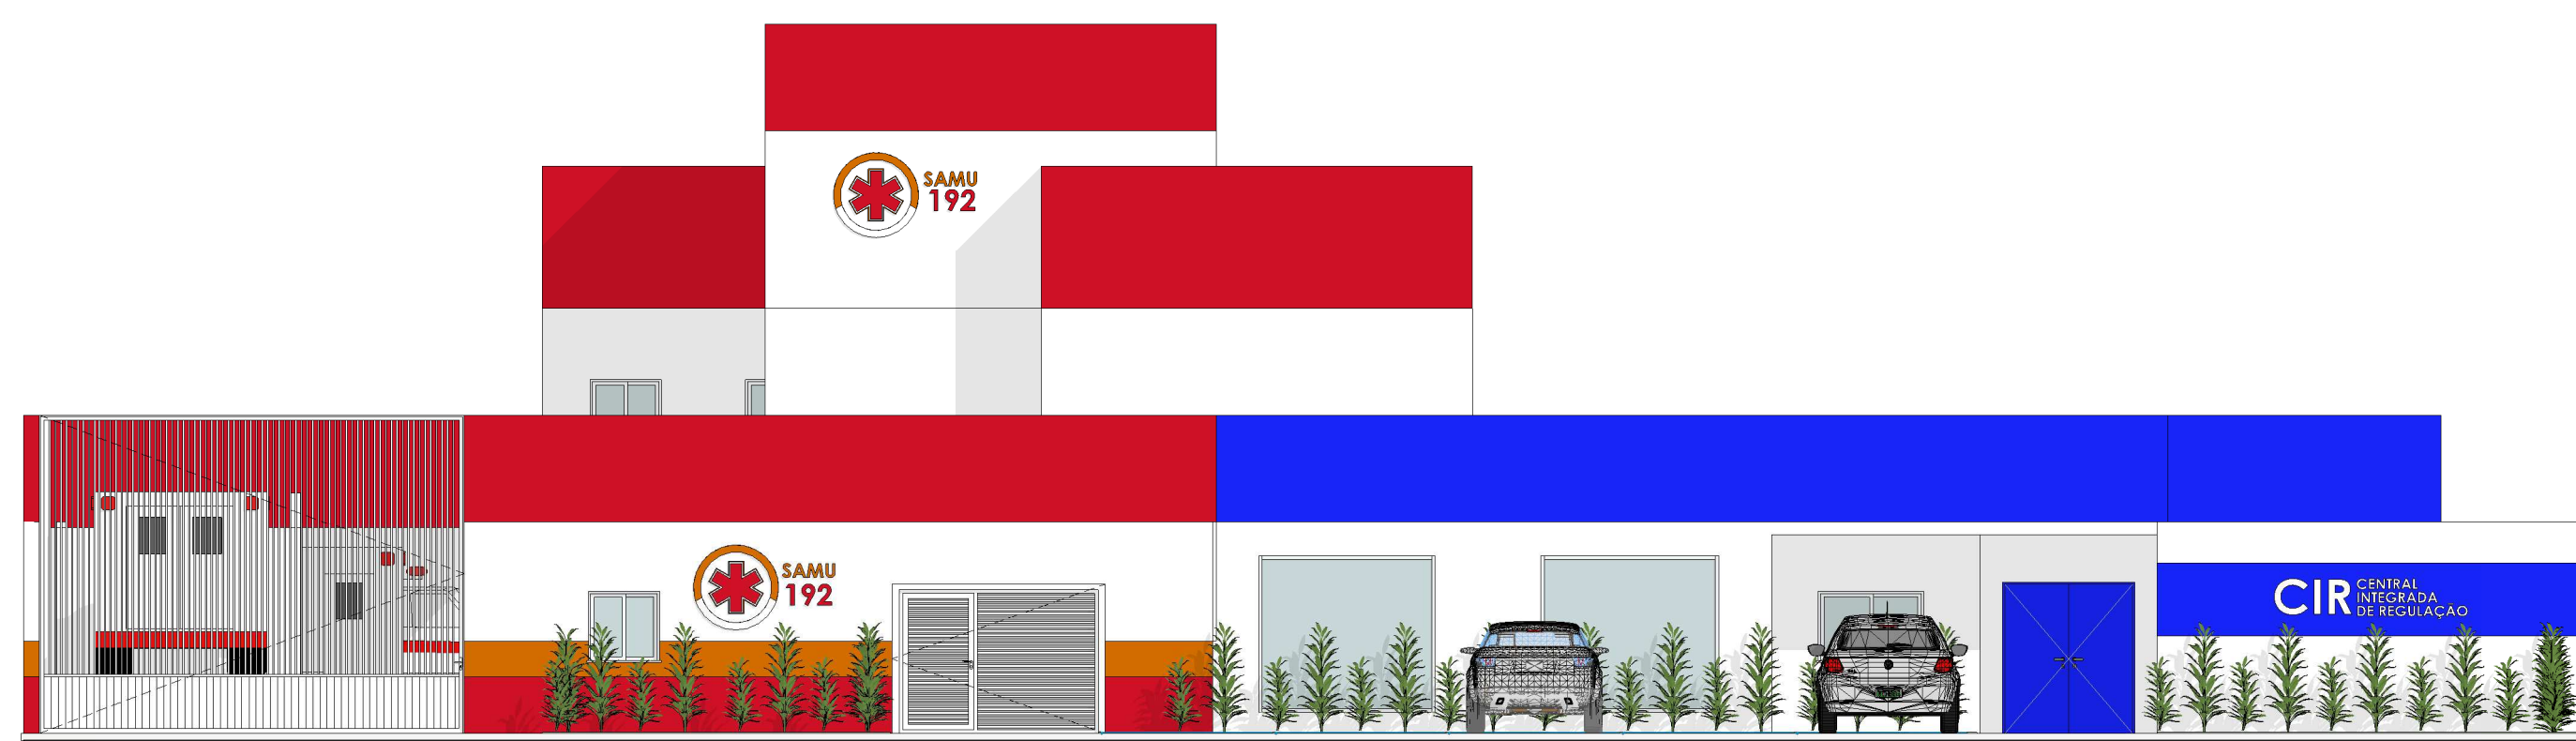 SAMU
192
SAMU
192
CIR CENTRAL
INTEGRADA
DE REGULAÇÃO